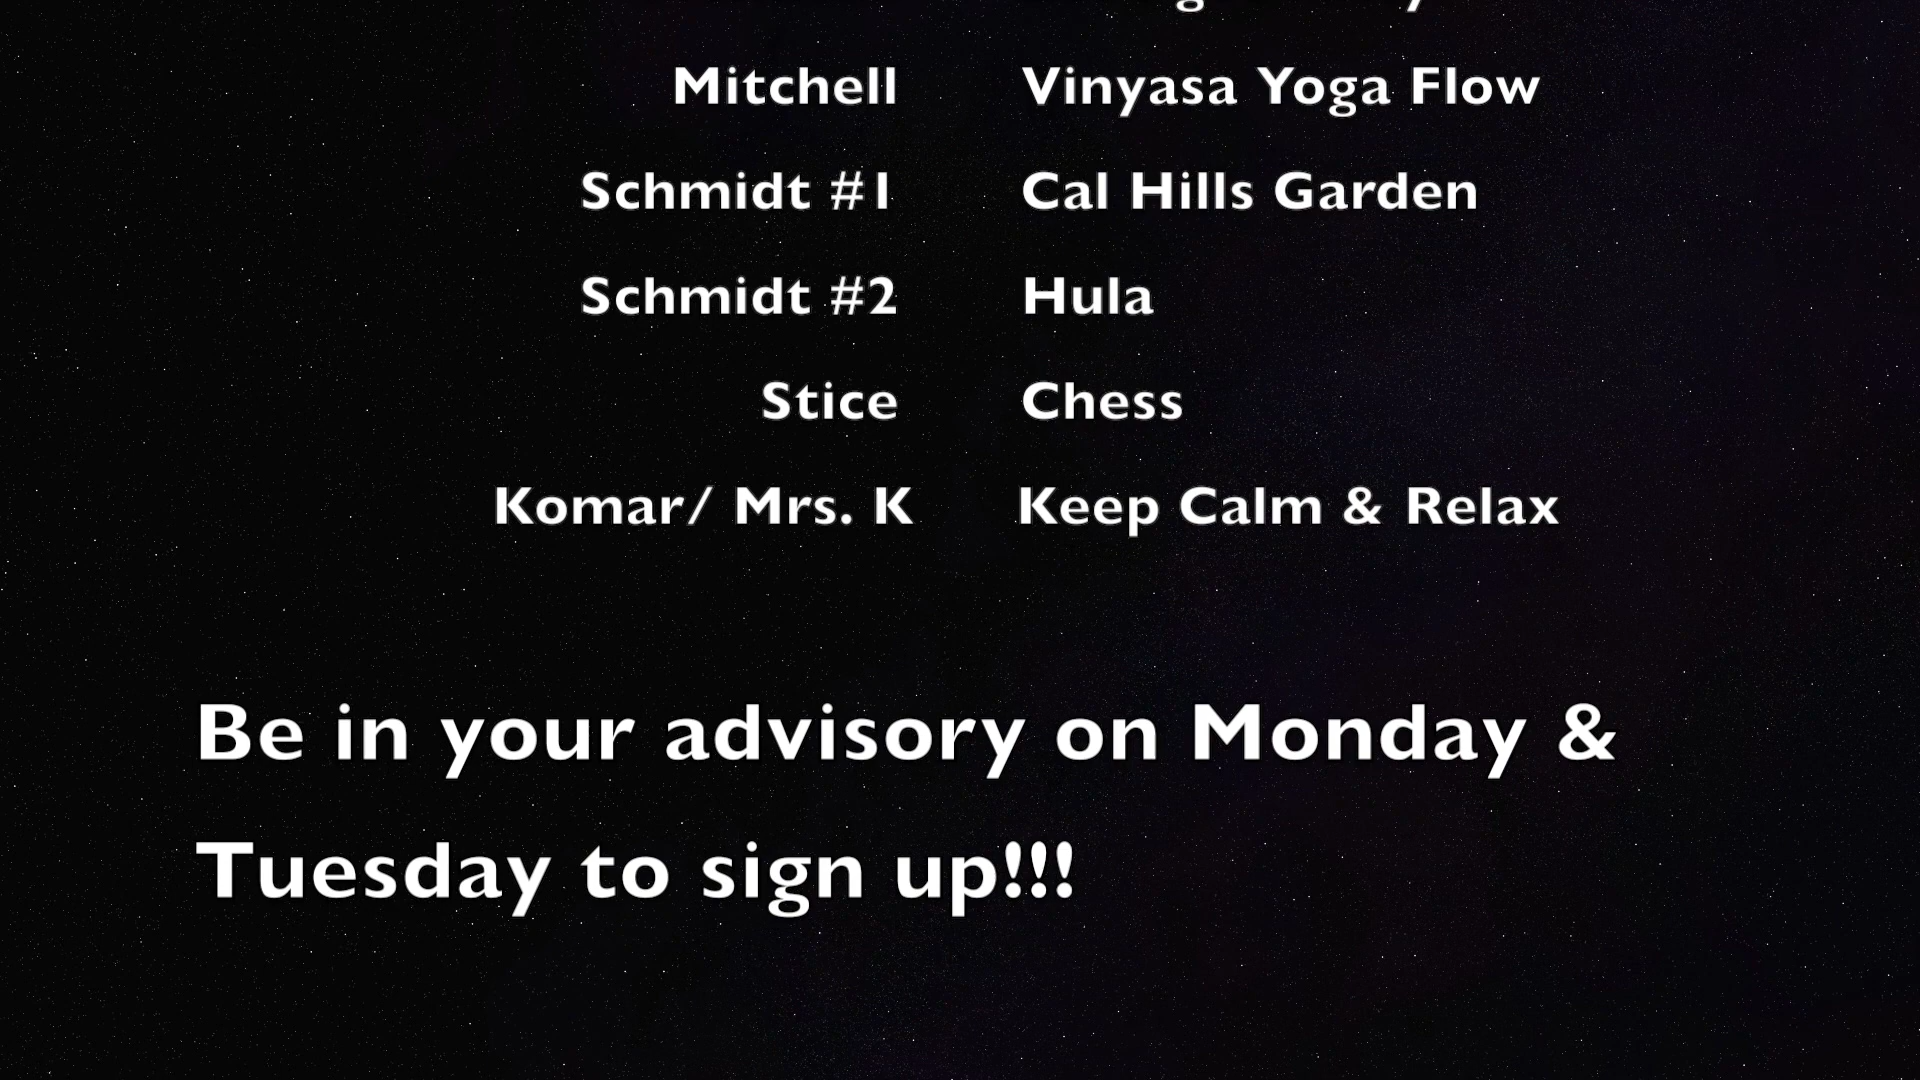 Mitchell Vinyasa Yoga Flow
Schmidt #1 Cal Hills Garden
Schmidt #2 Hula
Stice Chess
Komar/ Mrs. K Keep Calm & Relax
Be in your advisory on Monday &
Tuesday to sign up!!!